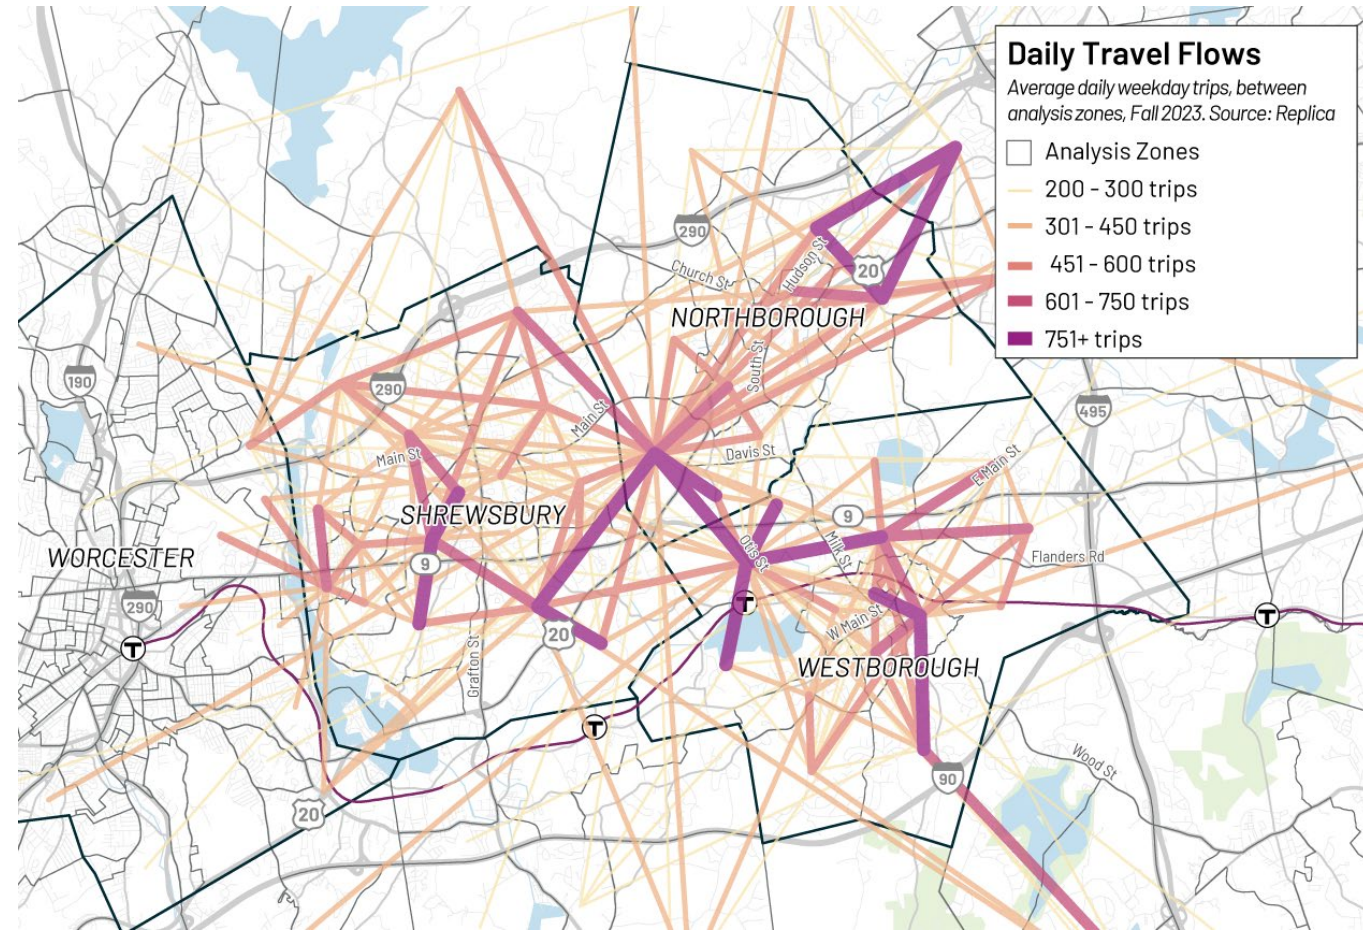 Daily Travel Flows
Average daily weekday trips, between
analysis zones, Fall 2023. Source: Replica
Analysis Zones
200 - 300 trips
301 - 450 trips
451 - 600 trips
601 - 750 trips
751+ trips
290
Church St
Hudson St
20
NORTHBOROUGH
South St
190
290
495
Main St
Main St
Davis St
E Main St
SHREWSBURY
9
WORCESTER
9
Otis St
Milk St
Flanders Rd
290
T
T
T
20
W Main St
Grafton St
WESTBOROUGH
T
90
Wood St
20